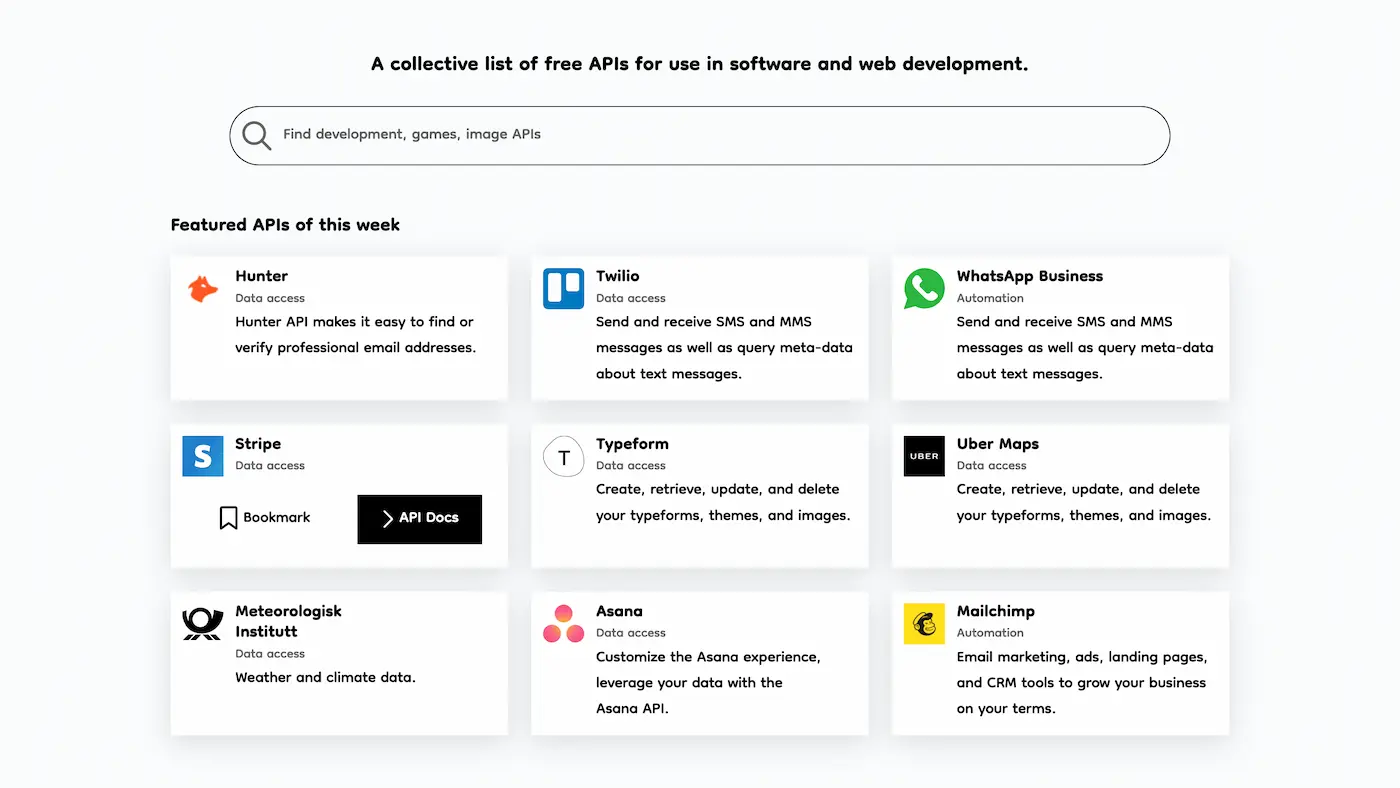 A collective list of free APIs for use in software and web development.
Find development, games, image APIs
Featured APIs of this week
Hunter
Data access
Hunter API makes it easy to find or
verify professional email addresses.
Twilio
Data access
Send and receive SMS and MMS
messages as well as query meta-data
about text messages.
WhatsApp Business
Automation
Send and receive SMS and MMS
messages as well as query meta-data
about text messages.
S
Stripe
Data access
Bookmark
API Docs
T
Typeform
Data access
Create, retrieve, update, and delete
your typeforms, themes, and images.
UBER
Uber Maps
Data access
Create, retrieve, update, and delete
your typeforms, themes, and images.
Meteorologisk
Institutt
Data access
Weather and climate data.
Asana
Data access
Customize the Asana experience,
leverage your data with the
Asana API.
Mailchimp
Automation
Email marketing, ads, landing pages,
and CRM tools to grow your business
on your terms.